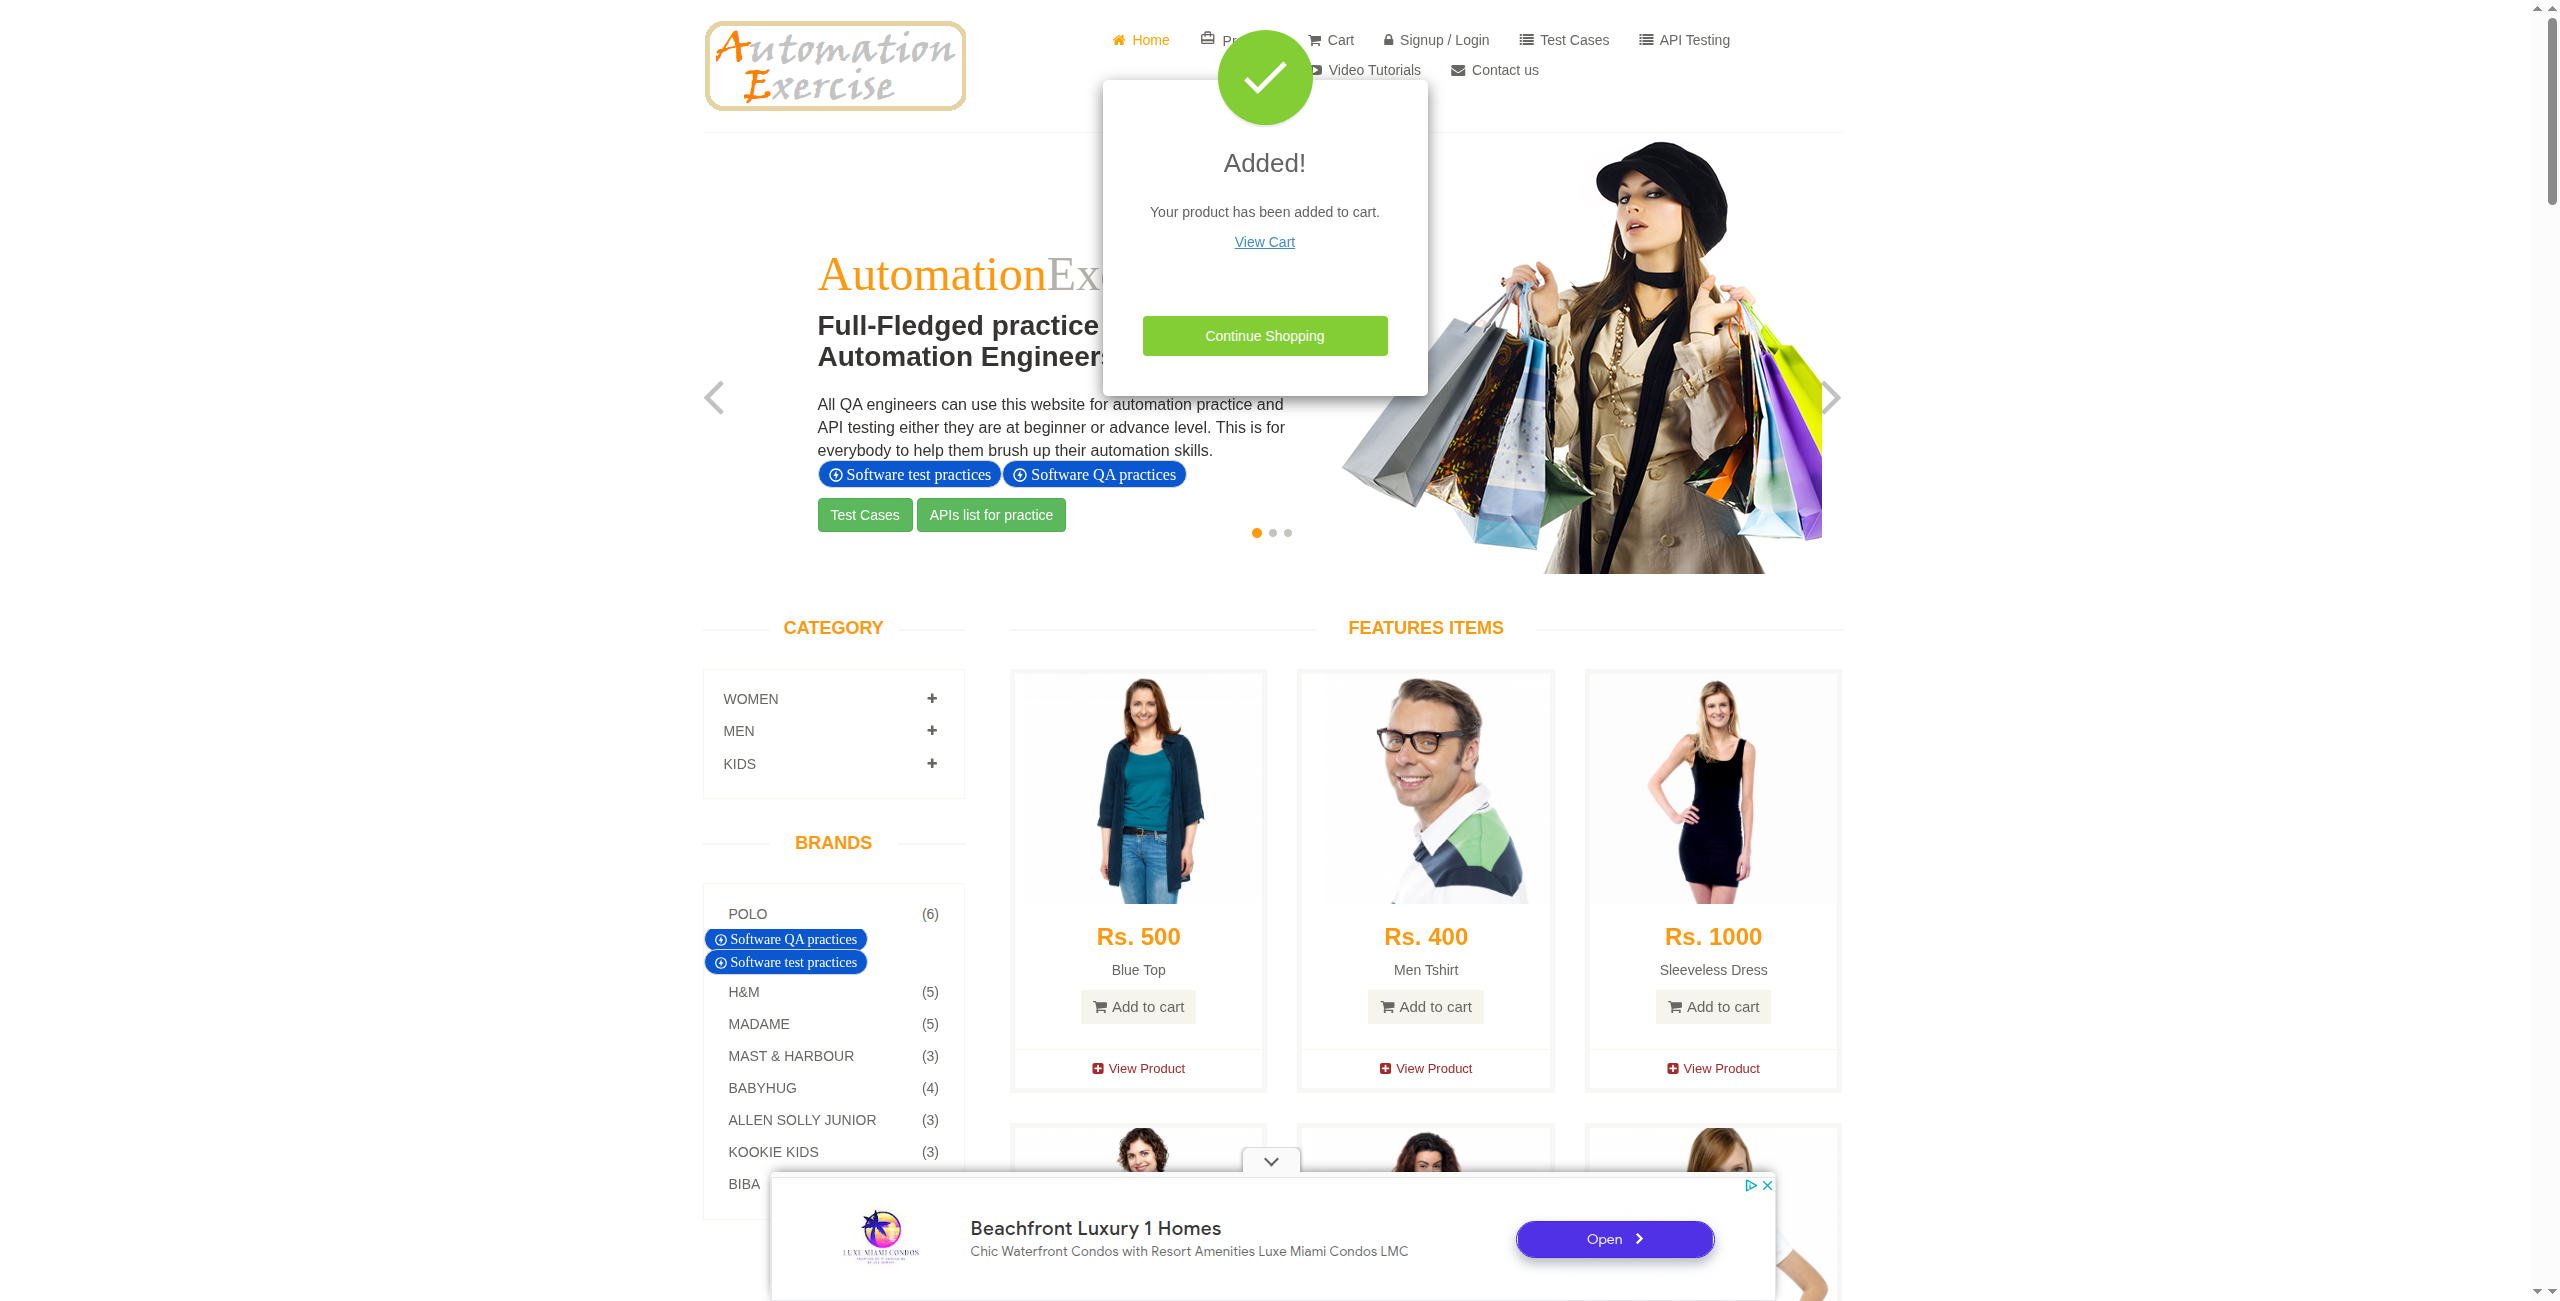 Automation
Exercise
Home
Cart
Signup / Login
Test Cases
API Testing
Video Tutorials
Contact us
Added!
Your product has been added to cart.
View Cart
Continue Shopping
Automation
Full-Fledged practice
Automation
All QA engineers can use this website for automation practice and
API testing either they are at beginner or advance level. This is for
everybody to help them brush up their automation skills.
Software test practices Software QA practices
Test Cases APIs list for practice
CATEGORY
WOMEN
MEN
KIDS
BRANDS
POLO (6)
Software QA practices
Software test practices
H&M (5)
MADAME (5)
MAST & HARBOUR (3)
BABYHUG (4)
ALLEN SOLLY JUNIOR (3)
KOOKIE KIDS (3)
BIBA
FEATURES ITEMS
Rs. 500
Blue Top
Add to cart
View Product
Rs. 400
Men Tshirt
Add to cart
View Product
Rs. 1000
Sleeveless Dress
Add to cart
View Product
LUXE MIAMI CONDOS
Beachfront Luxury 1 Homes
Chic Waterfront Condos with Resort Amenities Luxe Miami Condos LMC
Open